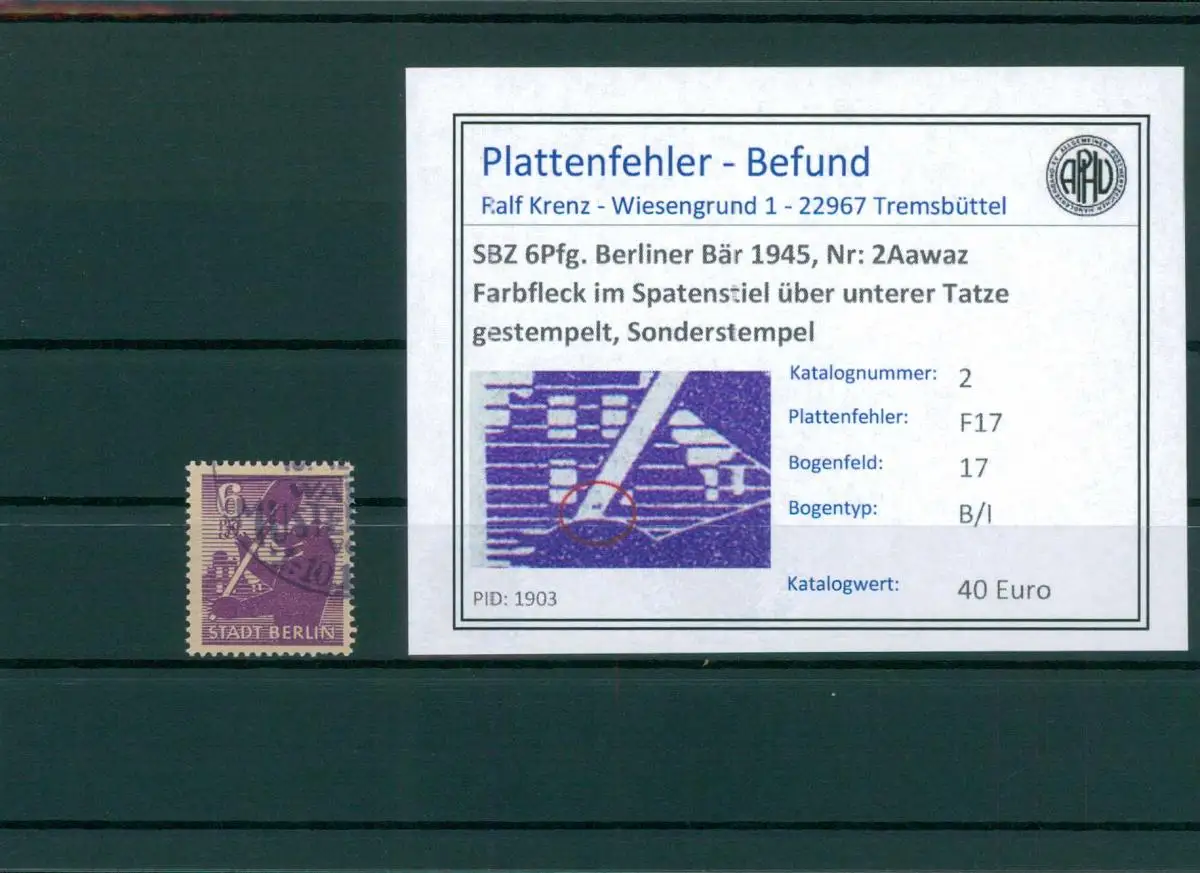 Plattenfehler - Befund
Ralf Krenz - Wiesengrund 1 - 22967 Tremsbüttel
APHV
SBZ 6Pfg. Berliner Bär 1945, Nr: 2Aawaz
Farbfleck im Spatenstiel über unterer Tatze
gestempelt, Sonderstempel
Katalognummer: 2
Plattenfehler: F17
Bogenfeld: 17
Bogentyp: B/I
Katalogwert: 40 Euro
PID: 1903
6
STADT BERLIN